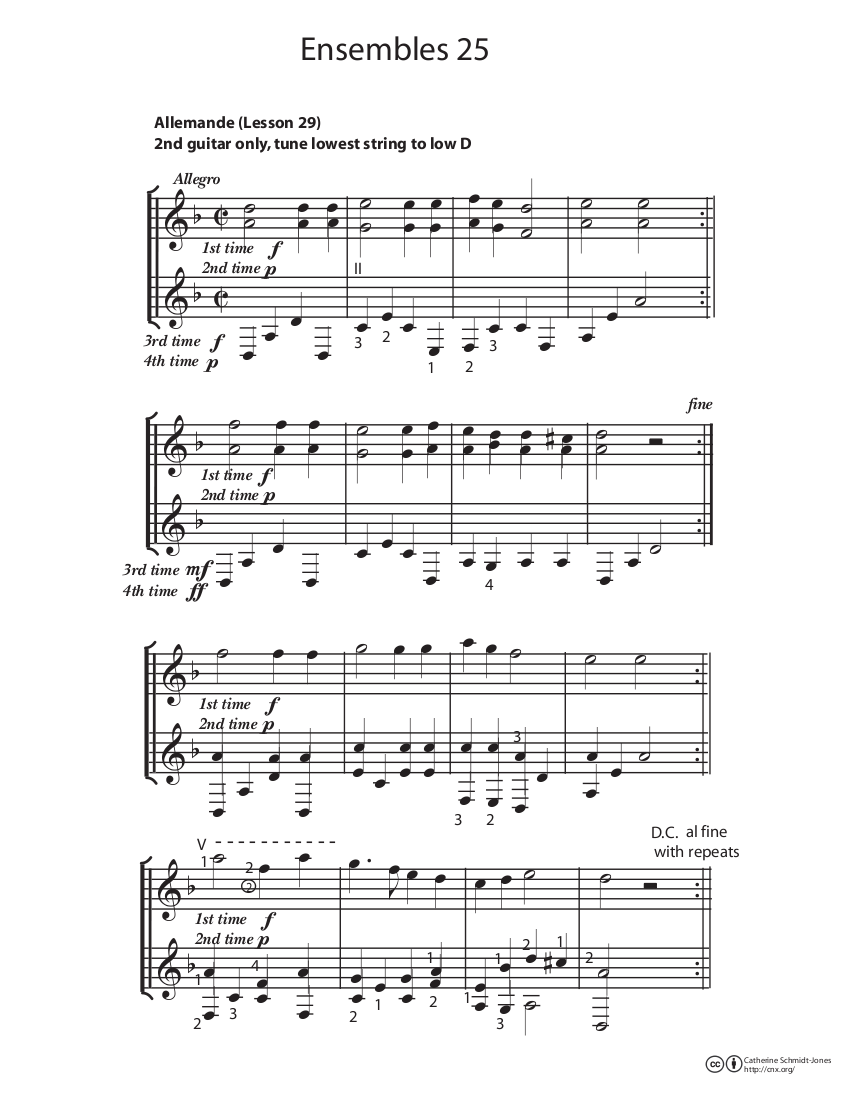 Ensembles 25
Allemande (Lesson 29)
2nd guitar only, tune lowest string to low D
Allegro
1st time f
2nd time p
II
3rd time f
4th time p
3 2 1 2 3
fine
1st time f
2nd time p
3rd time mf
4th time ff
4
1st time f
2nd time p
3
3 2
D.C. al fine
with repeats
V
1 2
2
1st time f
2nd time p
1 4 1 1 2 1 2
2 3 2 1 2 1 3
cc
Catherine Schmidt-Jones
http://cnx.org/